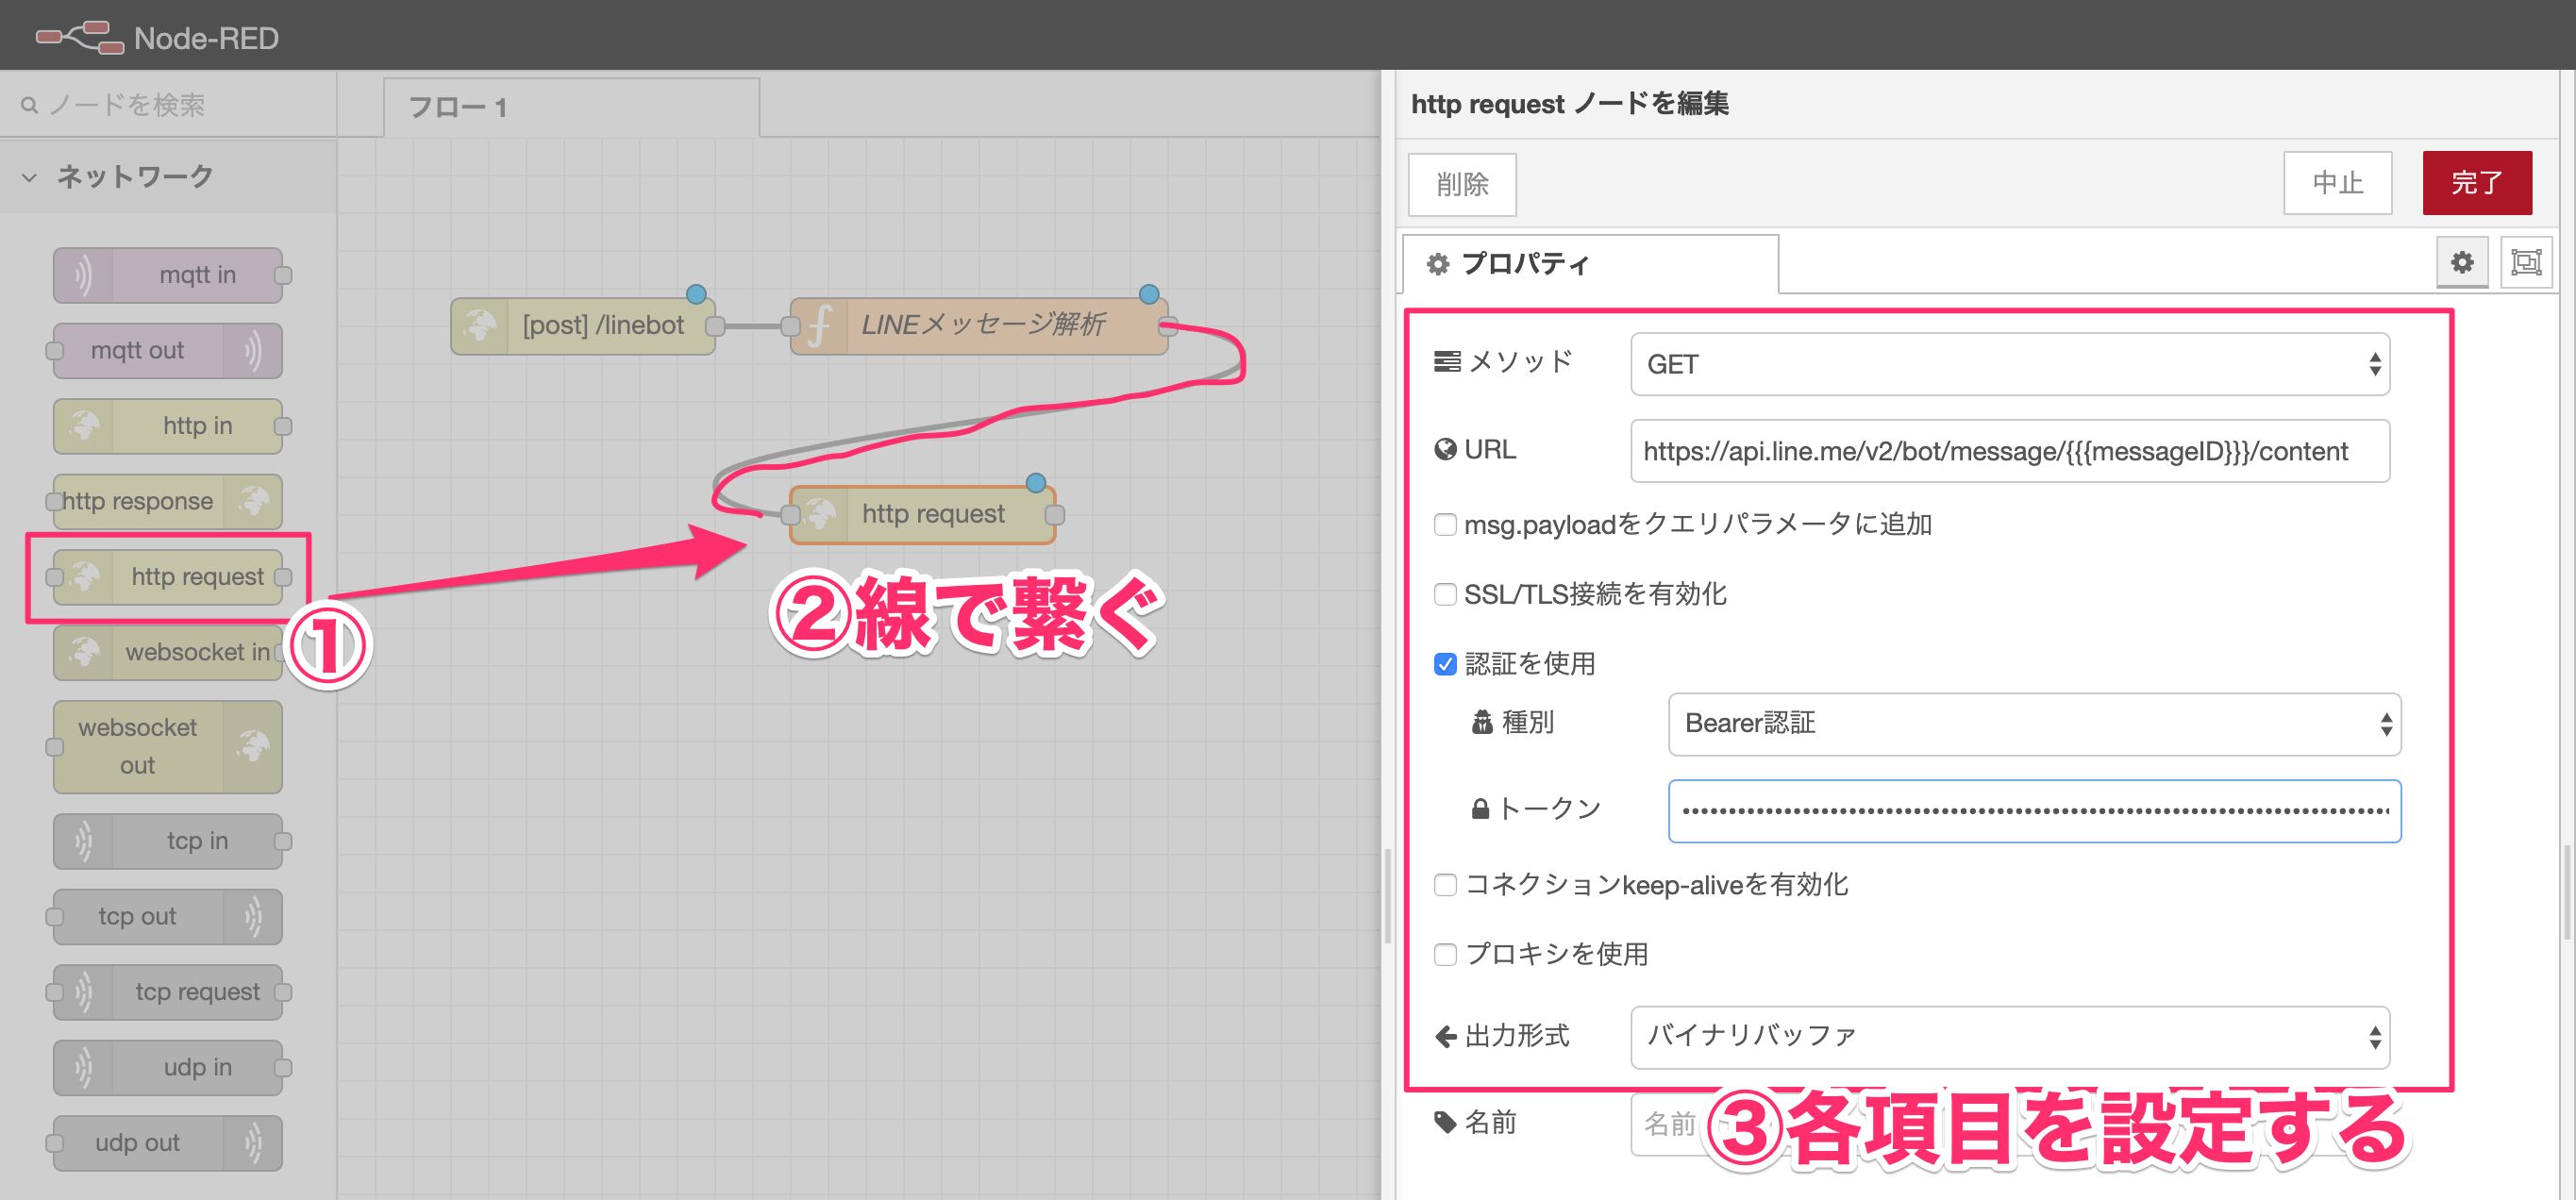 Node-RED
ノードを検索
フロー 1
ネットワーク
mqtt in
mqtt out
http in
http response
http request
websocket in
websocket
out
tcp in
tcp out
tcp request
udp in
udp out
①
[post] /linebot
LINEメッセージ解析
http request
②線で繋ぐ
http request ノードを編集
削除
中止
完了
プロパティ
メソッド
GET
URL
https://api.line.me/v2/bot/message/{{{messageID}}}/content
msg.payloadをクエリパラメータに追加
SSL/TLS接続を有効化
認証を使用
種別
Bearer認証
トークン
コネクションkeep-aliveを有効化
プロキシを使用
出力形式
バイナリバッファ
名前
名前
③各項目を設定する